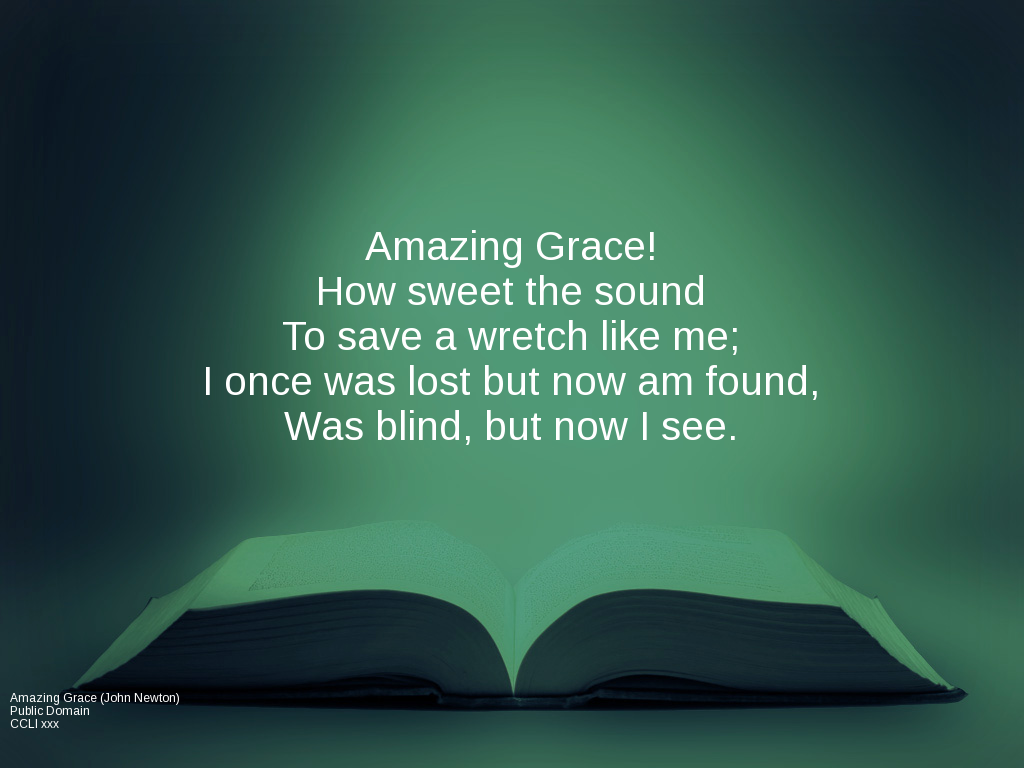 Amazing Grace!
How sweet the sound
To save a wretch like me;
I once was lost but now am found,
Was blind, but now I see.
Amazing Grace (John Newton)
Public Domain
CCLI xxx